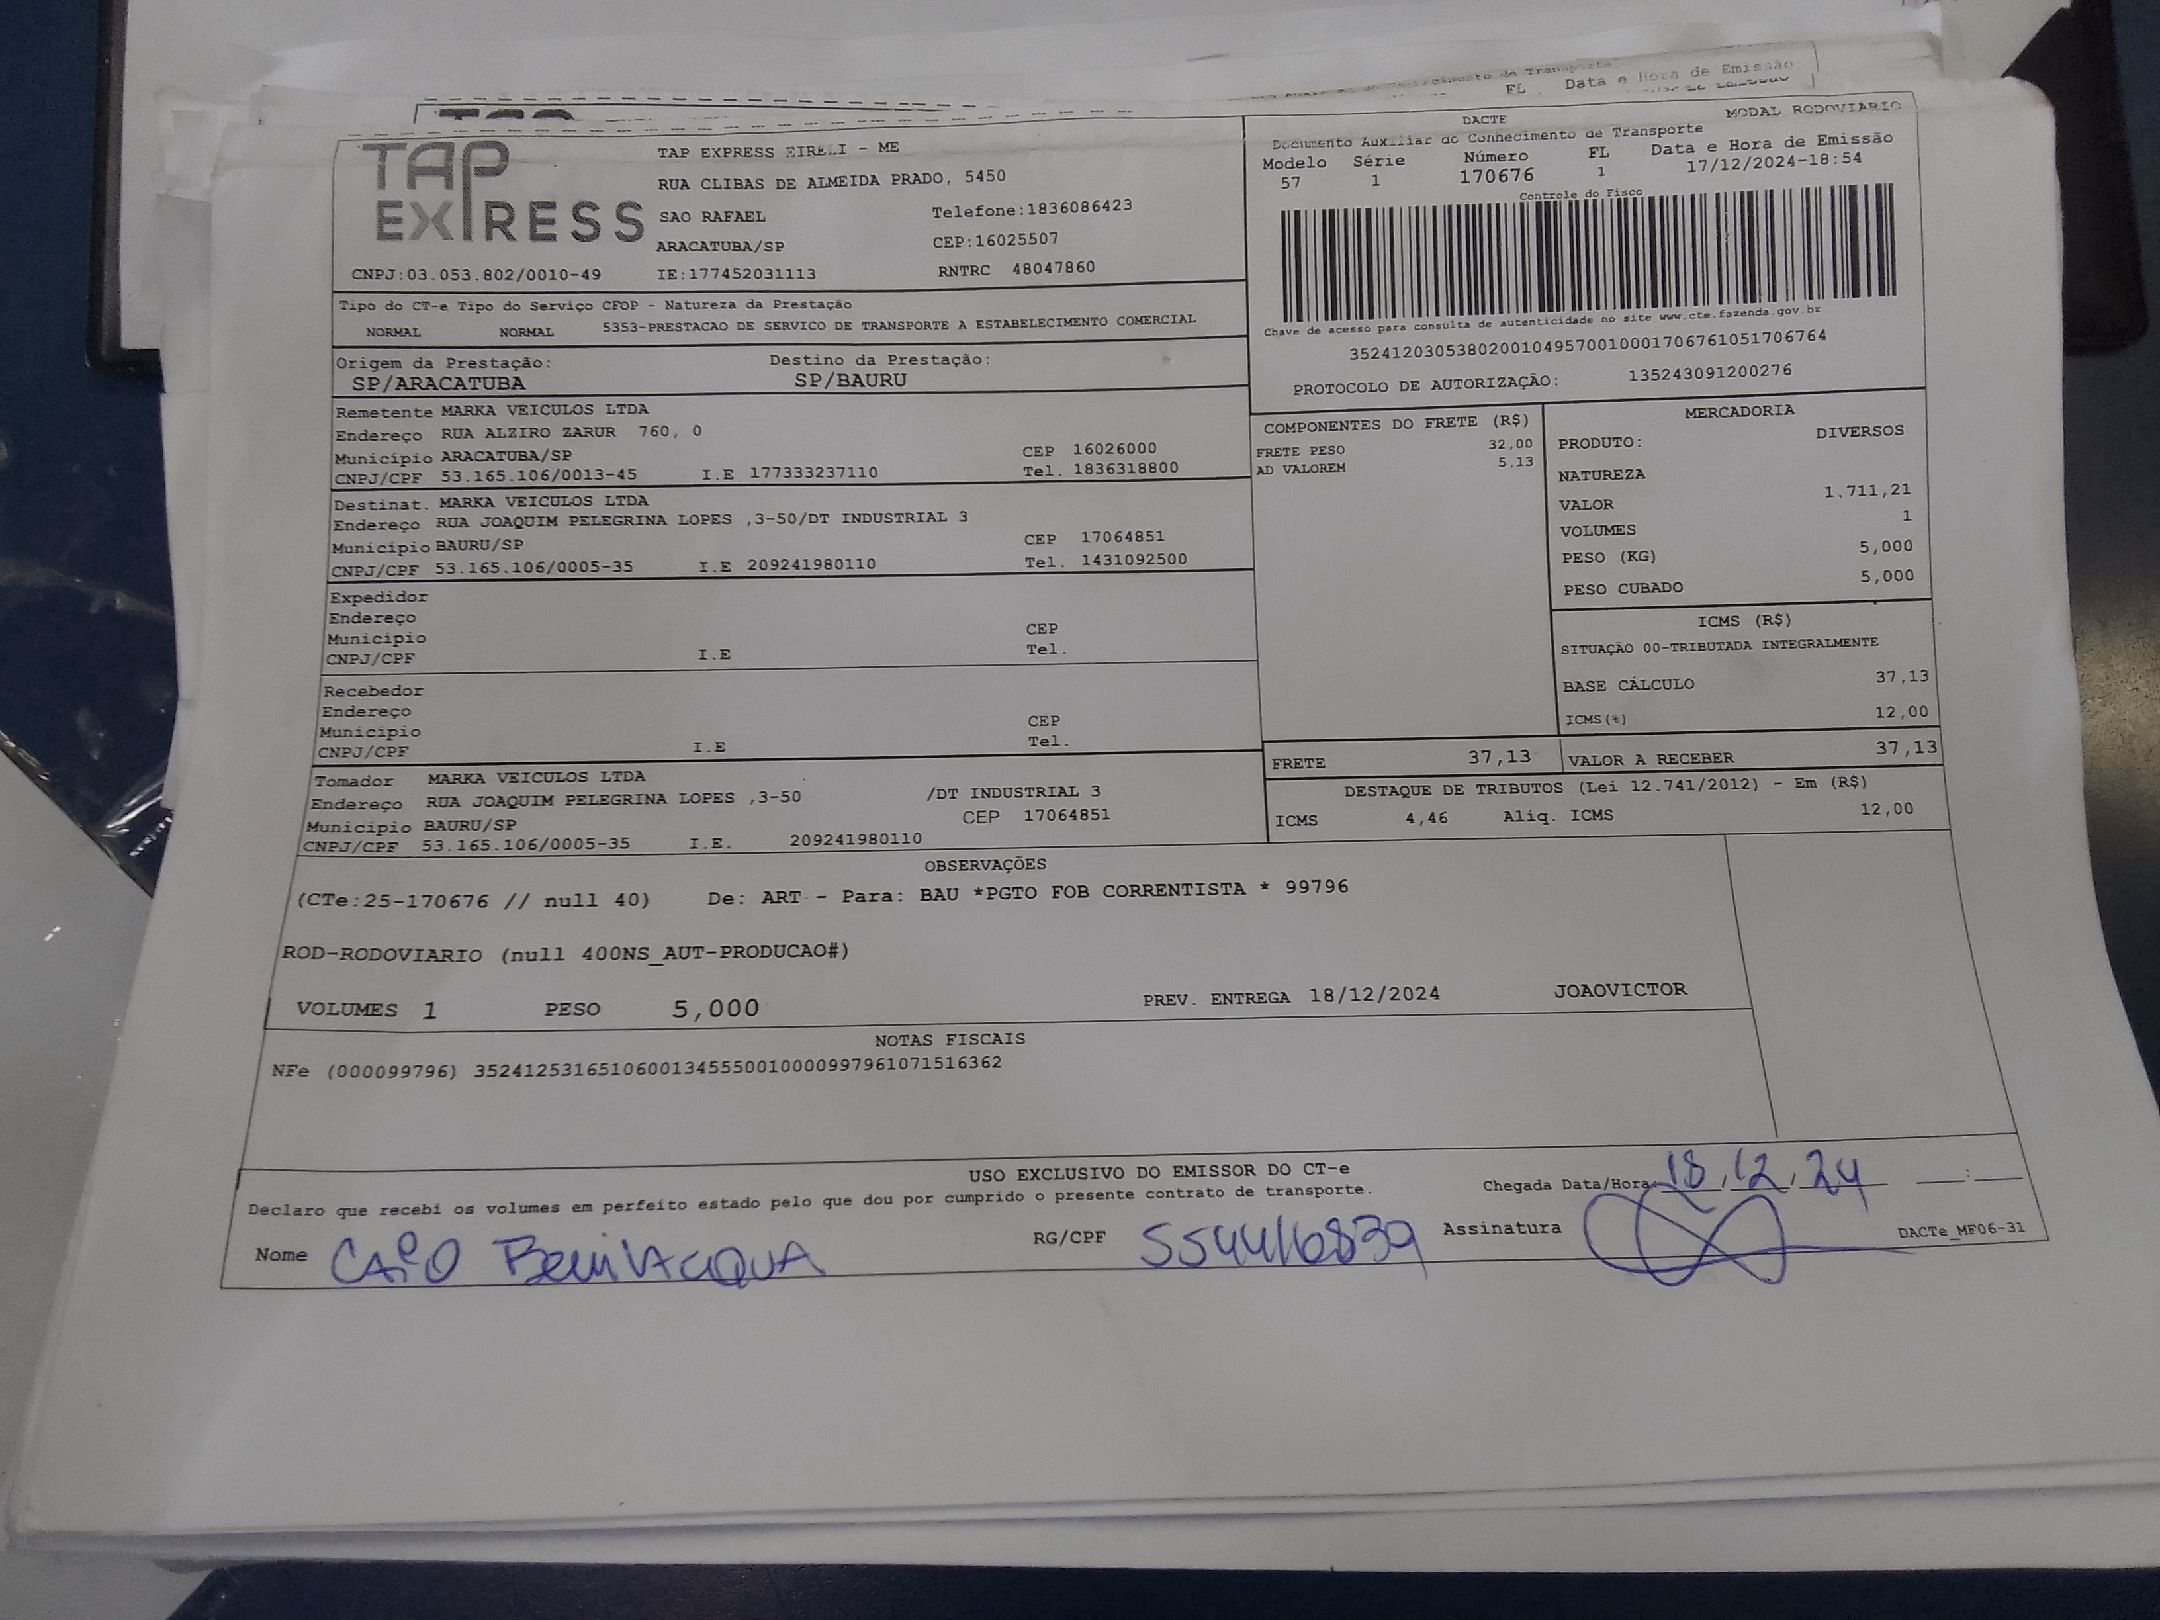 cimento de Transporte
FL Data e Hora de Emissão
TAP
EXPRESS
TAP EXPRESS EIRELI - ME
RUA CLIBAS DE ALMEIDA PRADO, 5450
SAO RAFAEL Telefone:1836086423
ARACATUBA/SP CEP:16025507
CNPJ:03.053.802/0010-49 IE:177452031113 RNTRC 48047860
DACTE MODAL RODOVIARIO
Documento Auxiliar do Conhecimento de Transporte
Modelo Série Número FL Data e Hora de Emissão
57 1 170676 1 17/12/2024-18:54
Controle do Fisco
Chave de acesso para consulta de autenticidade no site www.cte.fazenda.gov.br
35241203053802001049570010001706761051706764
PROTOCOLO DE AUTORIZAÇÃO: 135243091200276
Tipo do CT-e Tipo do Serviço CFOP - Natureza da Prestação
NORMAL NORMAL 5353-PRESTACAO DE SERVICO DE TRANSPORTE A ESTABELECIMENTO COMERCIAL
Origem da Prestação: Destino da Prestação:
SP/ARACATUBA SP/BAURU
Remetente MARKA VEICULOS LTDA
Endereço RUA ALZIRO ZARUR 760, 0
Município ARACATUBA/SP CEP 16026000
CNPJ/CPF 53.165.106/0013-45 I.E 177333237110 Tel. 1836318800
Destinat. MARKA VEICULOS LTDA
Endereço RUA JOAQUIM PELEGRINA LOPES ,3-50/DT INDUSTRIAL 3
Município BAURU/SP CEP 17064851
CNPJ/CPF 53.165.106/0005-35 I.E 209241980110 Tel. 1431092500
Expedidor
Endereço
Município CEP
CNPJ/CPF I.E Tel.
Recebedor
Endereço
Município CEP
CNPJ/CPF I.E Tel.
Tomador MARKA VEICULOS LTDA
Endereço RUA JOAQUIM PELEGRINA LOPES ,3-50 /DT INDUSTRIAL 3
Município BAURU/SP CEP 17064851
CNPJ/CPF 53.165.106/0005-35 I.E. 209241980110
COMPONENTES DO FRETE (R$)
FRETE PESO 32,00
AD VALOREM 5,13
MERCADORIA
PRODUTO: DIVERSOS
NATUREZA
VALOR 1.711,21
VOLUMES 1
PESO (KG) 5,000
PESO CUBADO 5,000
ICMS (R$)
SITUAÇÃO 00-TRIBUTADA INTEGRALMENTE
BASE CÁLCULO 37,13
ICMS(%) 12,00
FRETE 37,13 VALOR A RECEBER 37,13
DESTAQUE DE TRIBUTOS (Lei 12.741/2012) - Em (R$)
ICMS 4,46 Aliq. ICMS 12,00
OBSERVAÇÕES
(CTe:25-170676 // null 40) De: ART - Para: BAU *PGTO FOB CORRENTISTA * 99796
ROD-RODOVIARIO (null 400NS_AUT-PRODUCAO#)
VOLUMES 1 PESO 5,000 PREV. ENTREGA 18/12/2024 JOAOVICTOR
NOTAS FISCAIS
NFe (000099796) 35241253165106001345550010000997961071516362
USO EXCLUSIVO DO EMISSOR DO CT-e
Declaro que recebi os volumes em perfeito estado pelo que dou por cumprido o presente contrato de transporte.
Chegada Data/Hora: 18.12.24 :
Nome CAiO RG/CPF Assinatura DACTe_MF06-31